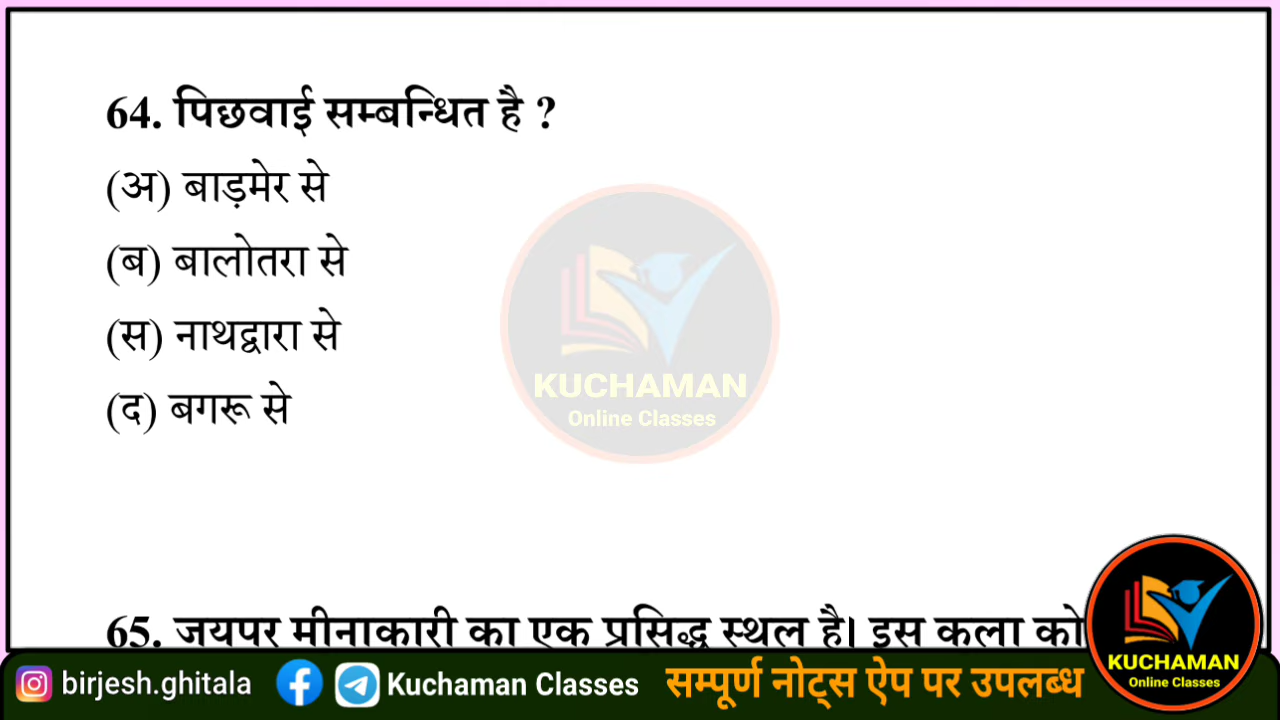 64. पिछवाई सम्बन्धित है ?
(अ) बाड़मेर से
(ब) बालोतरा से
(स) नाथद्वारा से
(द) बगरू से
KUCHAMAN
Online Classes
65. जयपुर मीनाकारी का एक प्रसिद्ध स्थल है। इस कला को
birjesh.ghitala
Kuchaman Classes
सम्पूर्ण नोट्स ऐप पर उपलब्ध
KUCHAMAN
Online Classes